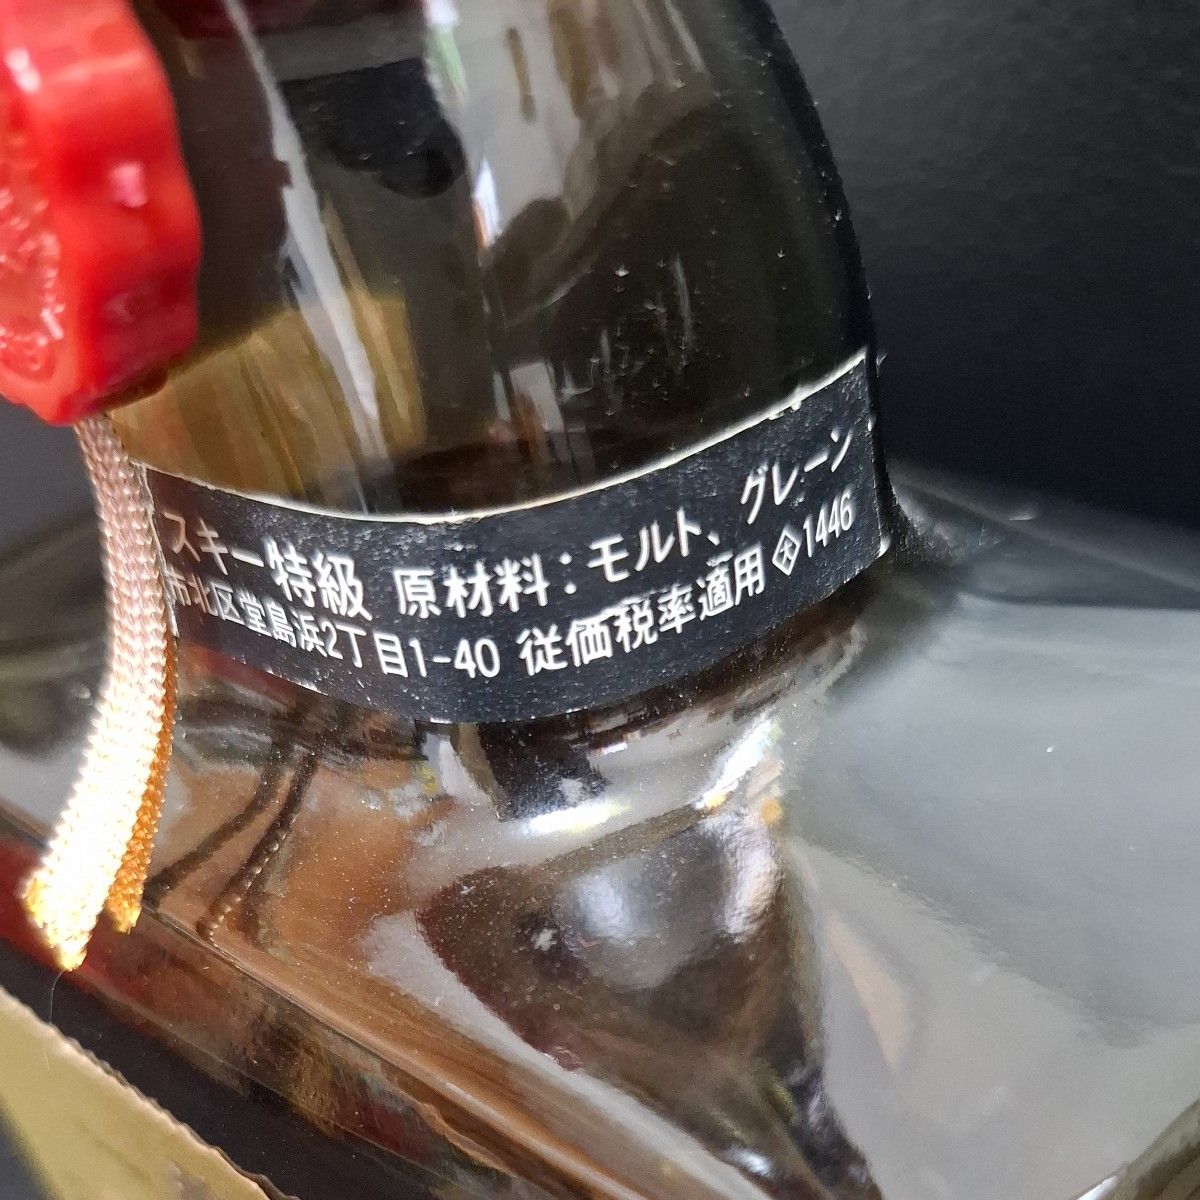 スキー特級 原材料：モルト、グレーン
市北区堂島浜2丁目1-40 従価税率適用 1446